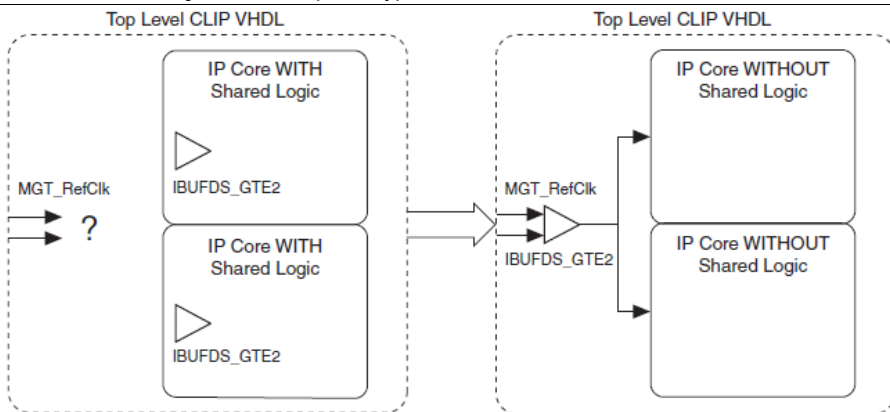 Top Level CLIP VHDL
IP Core WITH
Shared Logic
IBUFDS_GTE2
MGT_RefClk
?
IP Core WITH
Shared Logic
IBUFDS_GTE2
Top Level CLIP VHDL
IP Core WITHOUT
Shared Logic
MGT_RefClk
IBUFDS_GTE2
IP Core WITHOUT
Shared Logic